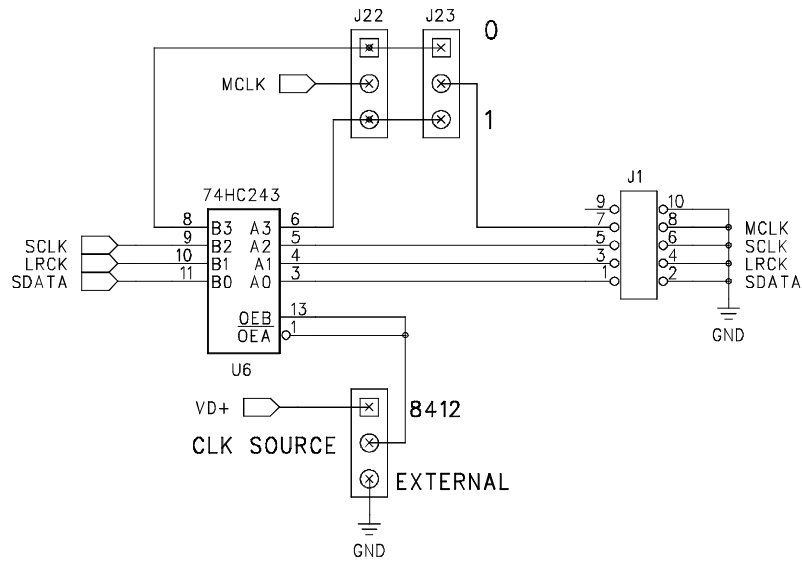 J22 J23
0
MCLK
1
J1
74HC243
9 10
8 B3 A3 6 7 8 MCLK
SCLK 9 B2 A2 5 5 6 SCLK
LRCK 10 B1 A1 4 3 4 LRCK
SDATA 11 B0 A0 3 1 2 SDATA
OEB 13
OEA 1
GND
U6
VD+ 8412
CLK SOURCE
EXTERNAL
GND